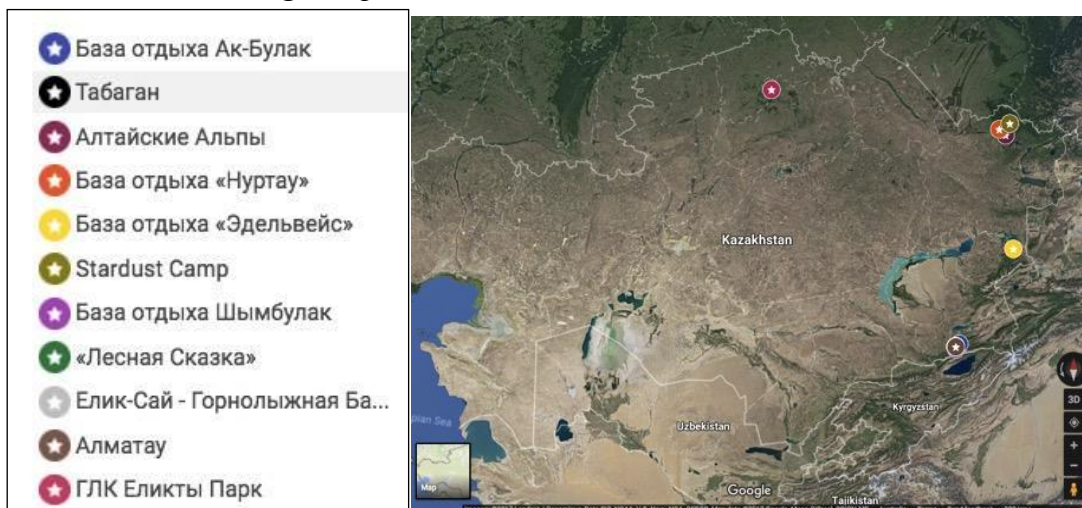 База отдыха Ак-Булак
Табаган
Алтайские Альпы
База отдыха «Нуртау»
База отдыха «Эдельвейс»
Stardust Camp
База отдыха Шымбулак
«Лесная Сказка»
Елик-Сай - Горнолыжная Ба...
Алматау
ГЛК Еликты Парк
Kazakhstan
Kyrgyzstan
Uzbekistan
Tajikistan
Map
Google
3D